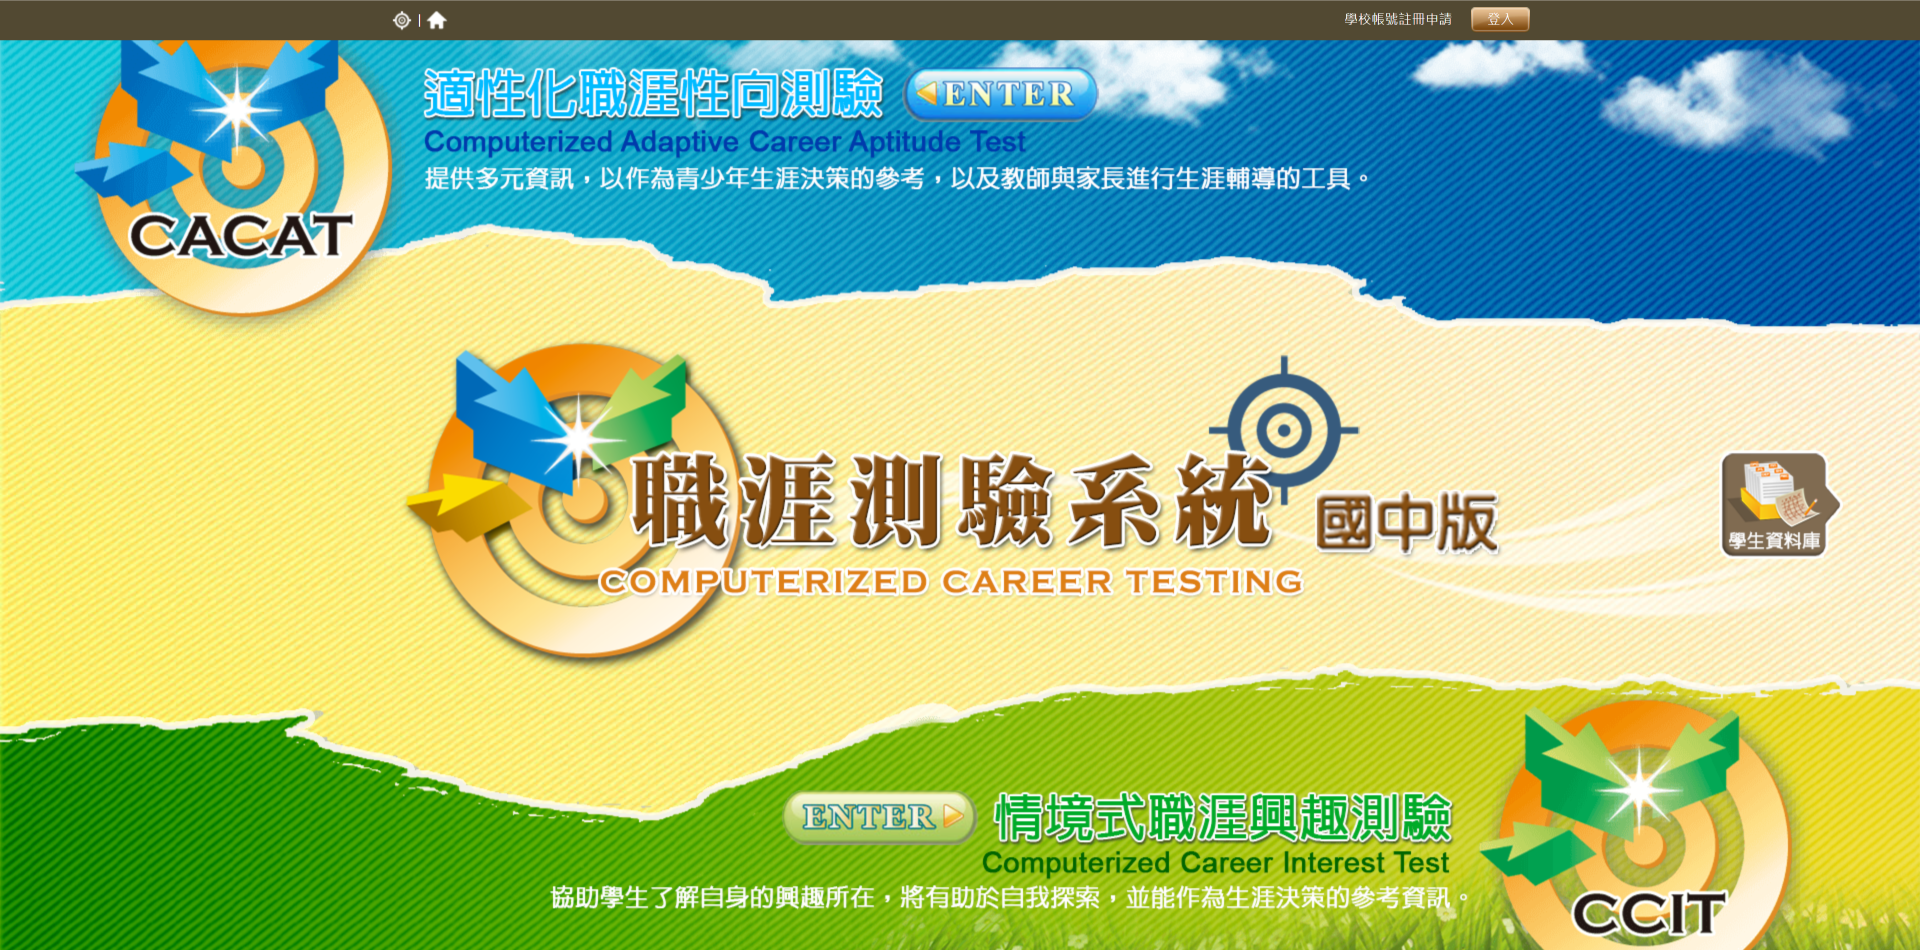 學校帳號註冊申請
登入
適性化職涯性向測驗
ENTER
Computerized Adaptive Career Aptitude Test
提供多元資訊，以作為青少年生涯決策的參考，以及教師與家長進行生涯輔導的工具。
CACAT
職涯測驗系統
國中版
COMPUTERIZED CAREER TESTING
學生資料庫
ENTER
情境式職涯興趣測驗
Computerized Career Interest Test
協助學生了解自身的興趣所在，將有助於自我探索，並能作為生涯決策的參考資訊。
CCIT